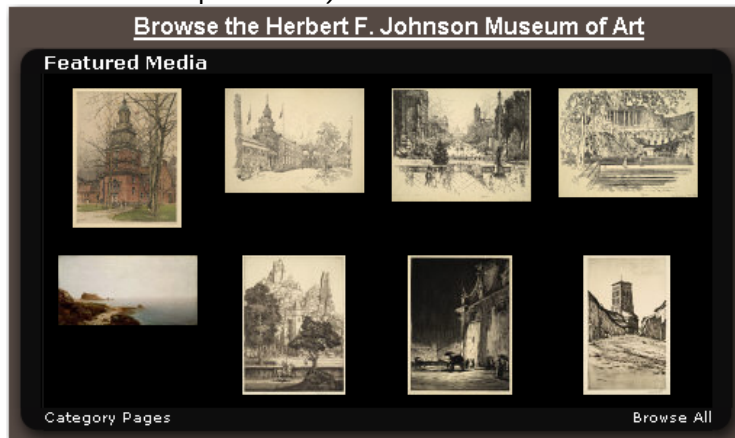 Browse the Herbert F. Johnson Museum of Art
Featured Media
Category Pages
Browse All